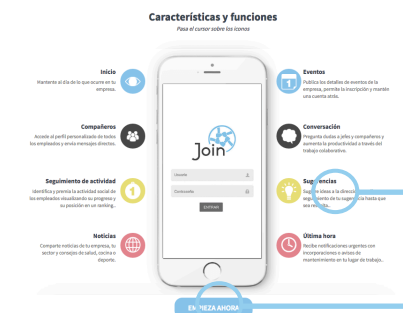 Características y funciones
Pasa el cursor sobre los iconos
Inicio
Mantente al día de lo que ocurre en tu
empresa.
Compañeros
Accede al perfil personalizado de todos
los empleados y envía mensajes directos.
Seguimiento de actividad
Identifica y premia la actividad social de
los empleados visualizando su progreso y
su posición en un ranking.
Noticias
Comparte noticias de tu empresa, tu
sector y consejos de salud, cocina o
deporte.
Join
Usuario
Contraseña
ENTRAR
Eventos
Publica los detalles de eventos de la
empresa, permite la inscripción y mantén
una cuenta atrás.
Conversación
Pregunta dudas a jefes y compañeros y
aumenta la productividad a través del
trabajo colaborativo.
Sugerencias
Sugiere ideas a la dirección
seguimiento de tu sugerencia hasta que
sea
Última hora
Recibe notificaciones urgentes con
incorporaciones o avisos de
mantenimiento en tu lugar de trabajo.
EMPIEZA AHORA